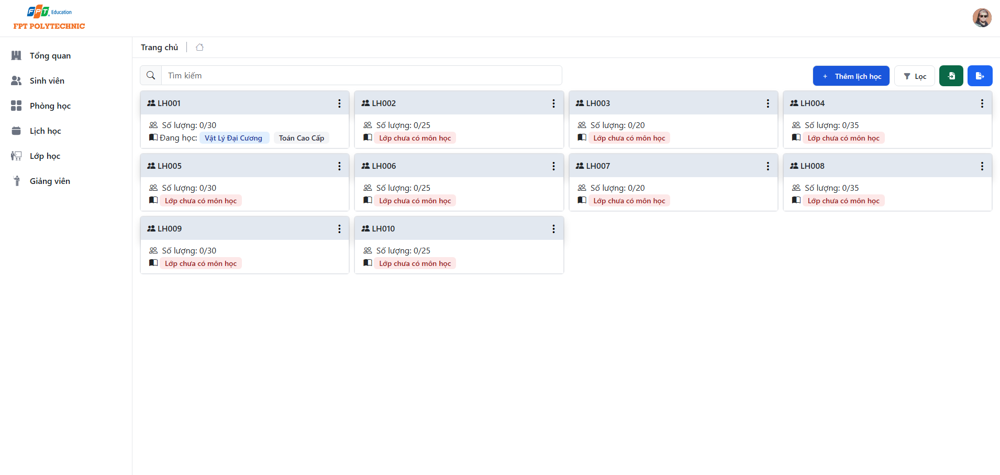 FPT Education
FPT POLYTECHNIC
Tổng quan
Sinh viên
Phòng học
Lịch học
Lớp học
Giảng viên
Trang chủ
Tìm kiếm
+ Thêm lịch học
Lọc
LH001
Số lượng: 0/30
Đang học: Vật Lý Đại Cương Toán Cao Cấp
LH002
Số lượng: 0/25
Lớp chưa có môn học
LH003
Số lượng: 0/20
Lớp chưa có môn học
LH004
Số lượng: 0/35
Lớp chưa có môn học
LH005
Số lượng: 0/30
Lớp chưa có môn học
LH006
Số lượng: 0/25
Lớp chưa có môn học
LH007
Số lượng: 0/20
Lớp chưa có môn học
LH008
Số lượng: 0/35
Lớp chưa có môn học
LH009
Số lượng: 0/30
Lớp chưa có môn học
LH010
Số lượng: 0/25
Lớp chưa có môn học